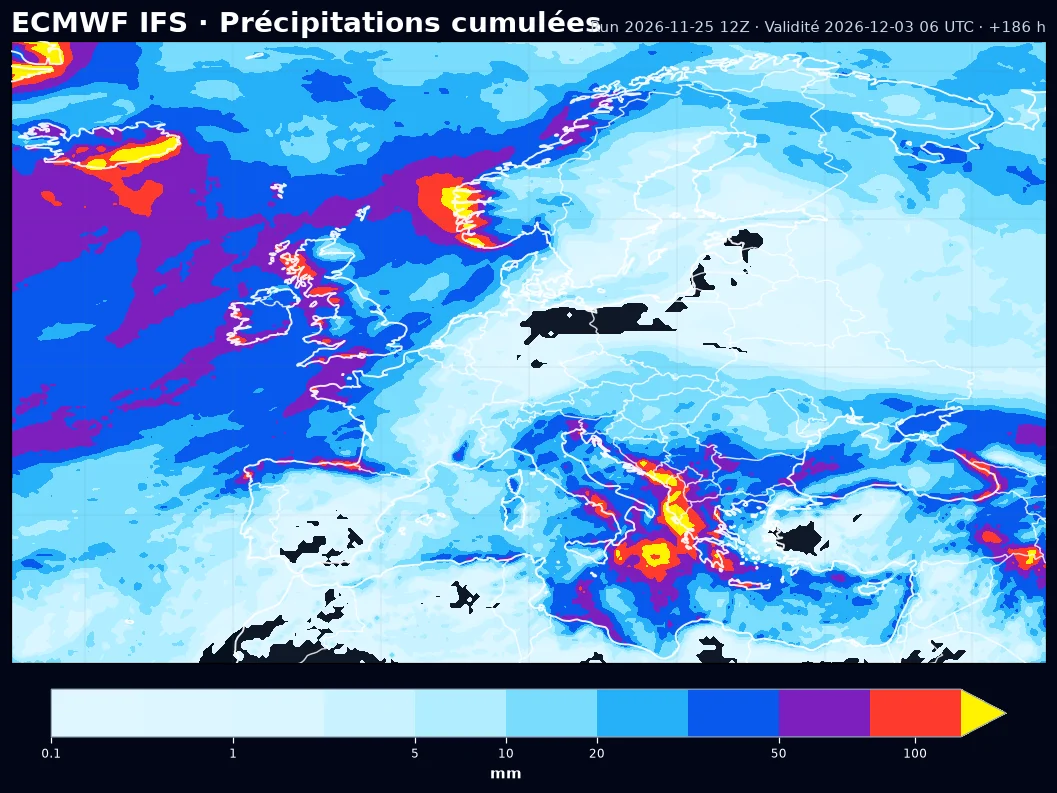 ECMWF IFS · Précipitations cumulées
Run 2026-11-25 12Z · Validité 2026-12-03 06 UTC · +186 h
0.1 1 5 10 20 50 100
mm